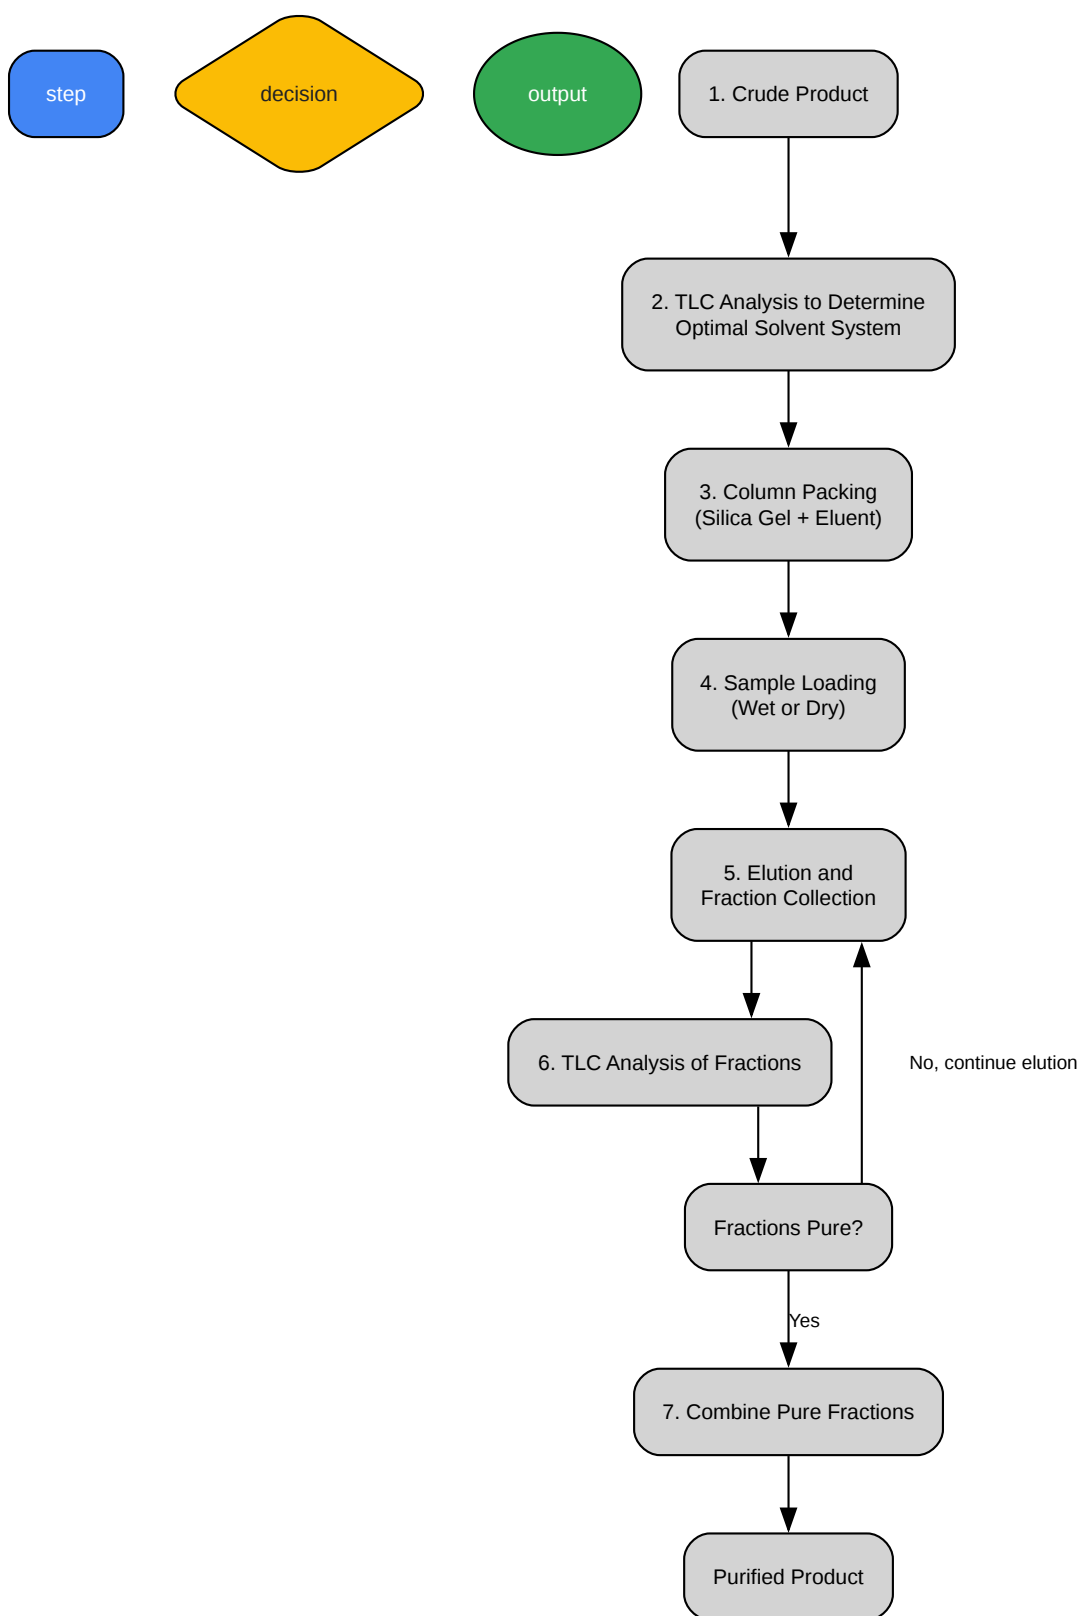 step
decision
output
1. Crude Product
2. TLC Analysis to Determine
Optimal Solvent System
3. Column Packing
(Silica Gel + Eluent)
4. Sample Loading
(Wet or Dry)
5. Elution and
Fraction Collection
6. TLC Analysis of Fractions
No, continue elution
Fractions Pure?
Yes
7. Combine Pure Fractions
Purified Product